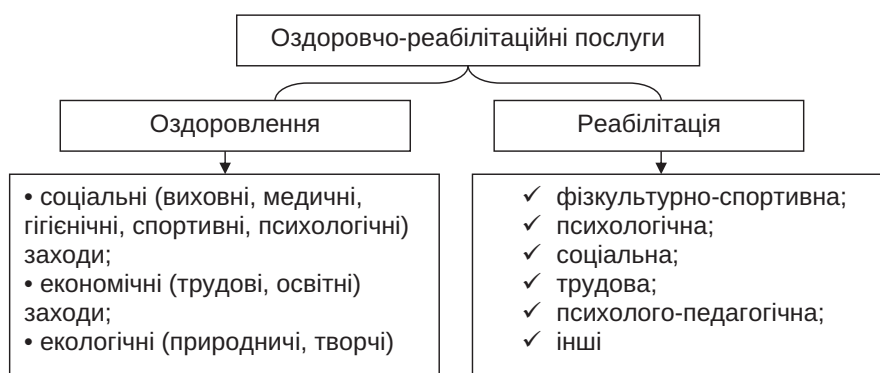 Оздоровчо-реабілітаційні послуги
Оздоровлення
Реабілітація
• соціальні (виховні, медичні,
гігієнічні, спортивні, психологічні)
заходи;
• економічні (трудові, освітні)
заходи;
• екологічні (природничі, творчі)
✓ фізкультурно-спортивна;
✓ психологічна;
✓ соціальна;
✓ трудова;
✓ психолого-педагогічна;
✓ інші